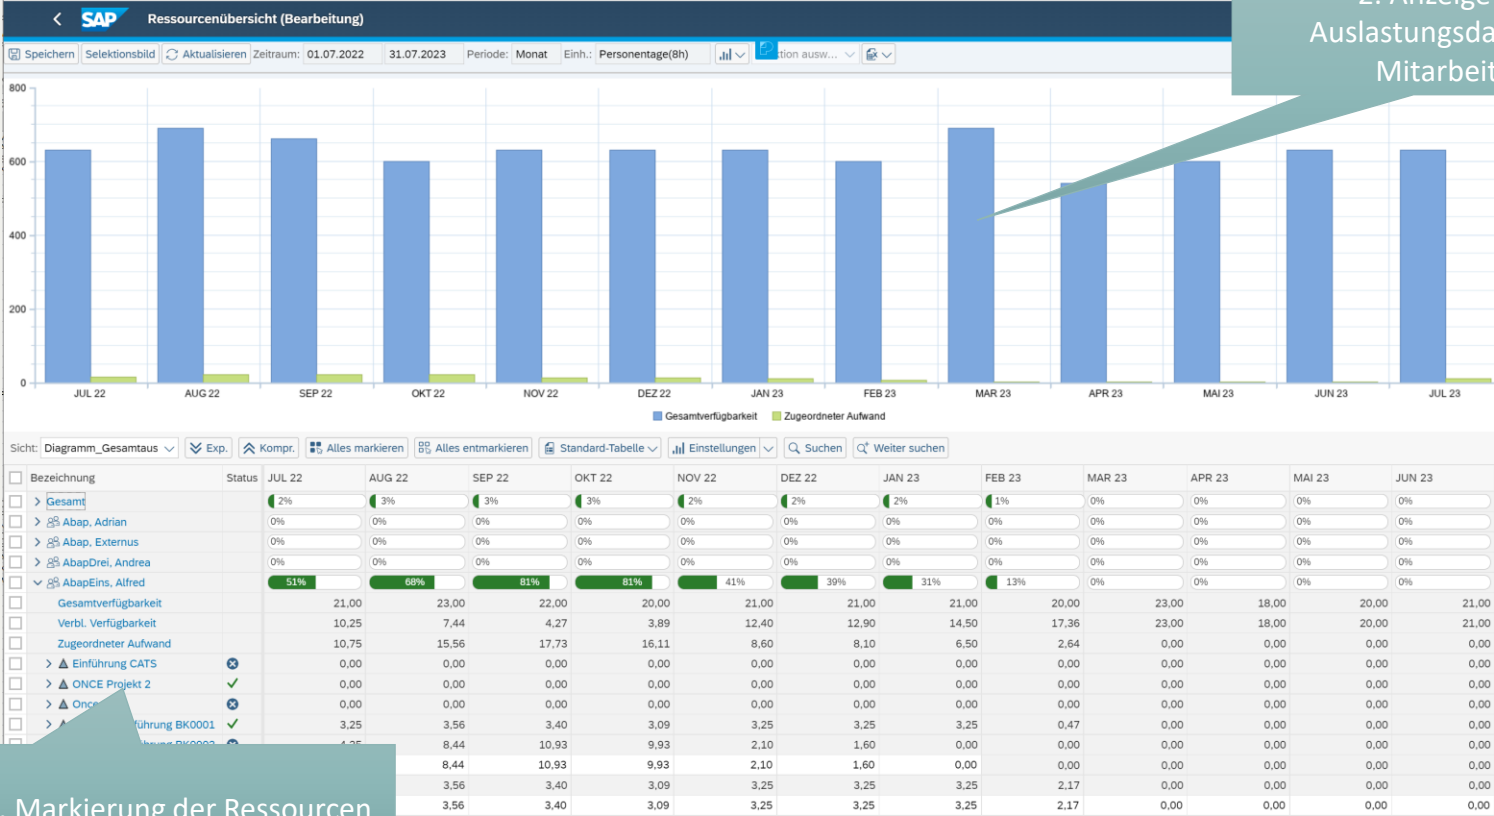 2. Anzeige
Auslastungsda
Mitarbeit
SAP Ressourcenübersicht (Bearbeitung)
Speichern Selektionsbild Aktualisieren Zeitraum: 01.07.2022 31.07.2023 Periode: Monat Einh.: Personentage(8h) tion ausw...
800
600
400
200
0
JUL 22 AUG 22 SEP 22 OKT 22 NOV 22 DEZ 22 JAN 23 FEB 23 MAR 23 APR 23 MAI 23 JUN 23 JUL 23
Gesamtverfügbarkeit Zugeordneter Aufwand
Sicht: Diagramm_Gesamtaus Exp. Kompr. Alles markieren Alles entmarkieren Standard-Tabelle Einstellungen Suchen Weiter suchen
Bezeichnung Status JUL 22 AUG 22 SEP 22 OKT 22 NOV 22 DEZ 22 JAN 23 FEB 23 MAR 23 APR 23 MAI 23 JUN 23
Gesamt 2% 3% 3% 3% 2% 2% 2% 1% 0% 0% 0% 0%
Abap, Adrian 0% 0% 0% 0% 0% 0% 0% 0% 0% 0% 0% 0%
Abap, Externus 0% 0% 0% 0% 0% 0% 0% 0% 0% 0% 0% 0%
AbapDrei, Andrea 0% 0% 0% 0% 0% 0% 0% 0% 0% 0% 0% 0%
AbapEins, Alfred 51% 68% 81% 81% 41% 39% 31% 13% 0% 0% 0% 0%
Gesamtverfügbarkeit 21,00 23,00 22,00 20,00 21,00 21,00 21,00 20,00 23,00 18,00 20,00 21,00
Verbl. Verfügbarkeit 10,25 7,44 4,27 3,89 12,40 12,90 14,50 17,36 23,00 18,00 20,00 21,00
Zugeordneter Aufwand 10,75 15,56 17,73 16,11 8,60 8,10 6,50 2,64 0,00 0,00 0,00 0,00
Einführung CATS 0,00 0,00 0,00 0,00 0,00 0,00 0,00 0,00 0,00 0,00 0,00 0,00
ONCE Projekt 2 0,00 0,00 0,00 0,00 0,00 0,00 0,00 0,00 0,00 0,00 0,00 0,00
Once 0,00 0,00 0,00 0,00 0,00 0,00 0,00 0,00 0,00 0,00 0,00 0,00
führung BK0001 3,25 3,56 3,40 3,09 3,25 3,25 3,25 0,47 0,00 0,00 0,00 0,00
8,44 10,93 9,93 2,10 1,60 0,00 0,00 0,00 0,00 0,00 0,00
8,44 10,93 9,93 2,10 1,60 0,00 0,00 0,00 0,00 0,00 0,00
3,56 3,40 3,09 3,25 3,25 3,25 2,17 0,00 0,00 0,00 0,00
3,56 3,40 3,09 3,25 3,25 3,25 2,17 0,00 0,00 0,00 0,00
Markierung der Ressourcen